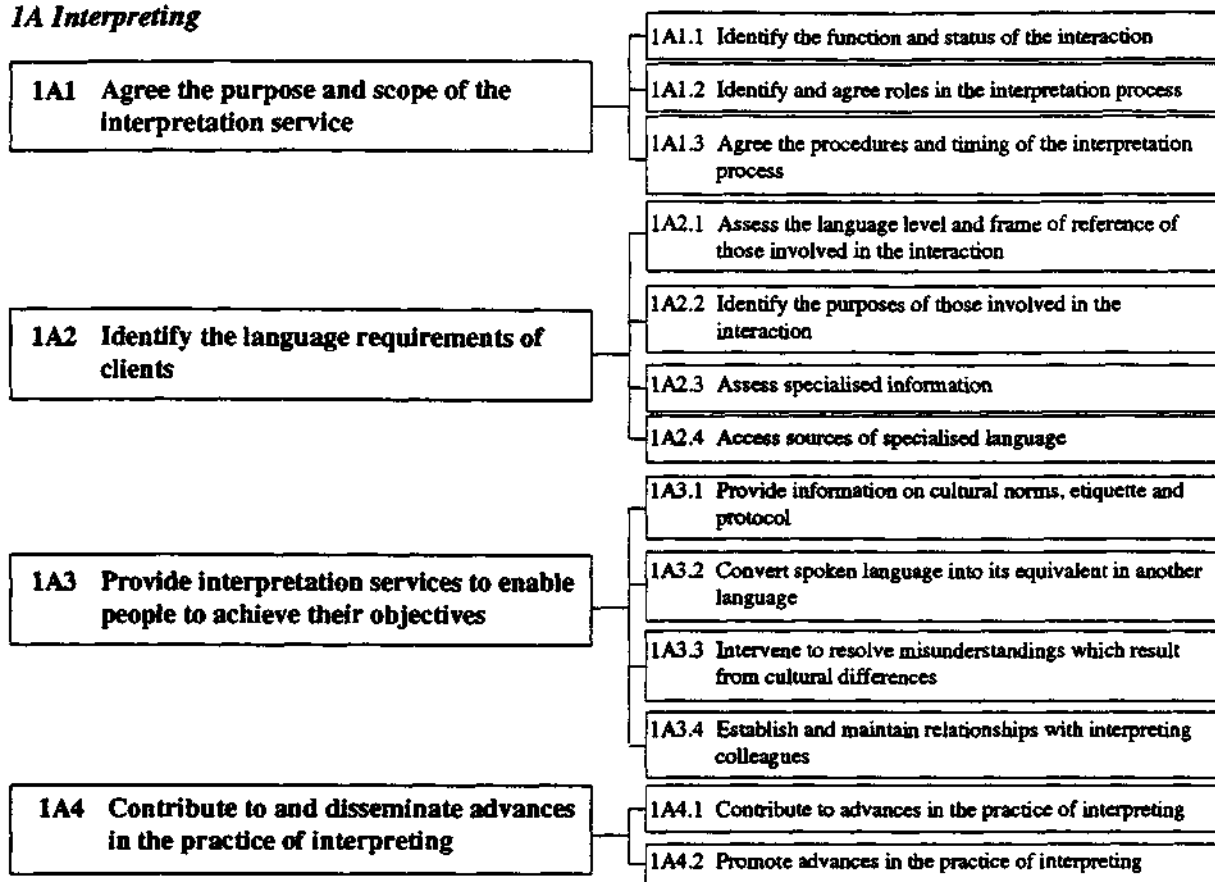 1A Interpreting
1A1 Agree the purpose and scope of the
interpretation service
1A1.1 Identify the function and status of the interaction
1A1.2 Identify and agree roles in the interpretation process
1A1.3 Agree the procedures and timing of the interpretation
process
1A2 Identify the language requirements of
clients
1A2.1 Assess the language level and frame of reference of
those involved in the interaction
1A2.2 Identify the purposes of those involved in the
interaction
1A2.3 Assess specialised information
1A2.4 Access sources of specialised language
1A3 Provide interpretation services to enable
people to achieve their objectives
1A3.1 Provide information on cultural norms, etiquette and
protocol
1A3.2 Convert spoken language into its equivalent in another
language
1A3.3 Intervene to resolve misunderstandings which result
from cultural differences
1A3.4 Establish and maintain relationships with interpreting
colleagues
1A4 Contribute to and disseminate advances
in the practice of interpreting
1A4.1 Contribute to advances in the practice of interpreting
1A4.2 Promote advances in the practice of interpreting